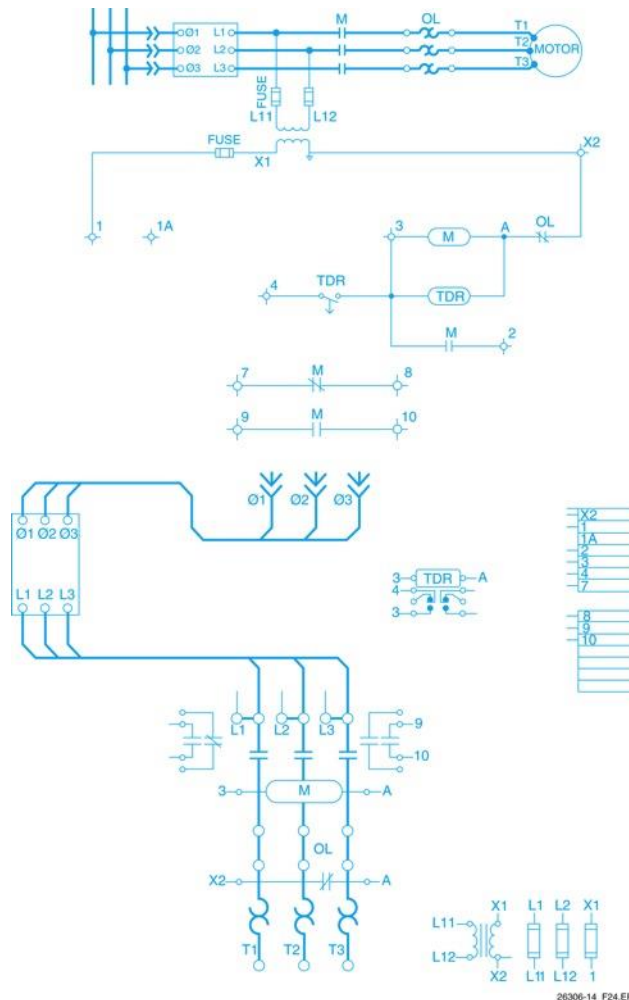 M OL T1
Ø1 L1
Ø2 L2 T2 MOTOR
Ø3 L3 T3
FUSE
L11 L12
FUSE X2
X1
1 1A 3 A OL
M
4 TDR TDR
M 2
7 M 8
9 M 10
Ø1 Ø2 Ø3
Ø1 Ø2 Ø3
X2
1
1A
2
3
4
7
8
9
10
L1 L2 L3
3 TDR A
4
3
L1 L2 L3
9
10
3 M A
OL
X2 A
T1 T2 T3
L11 X1 L1 L2 X1
L12 X2 L11 L12 1